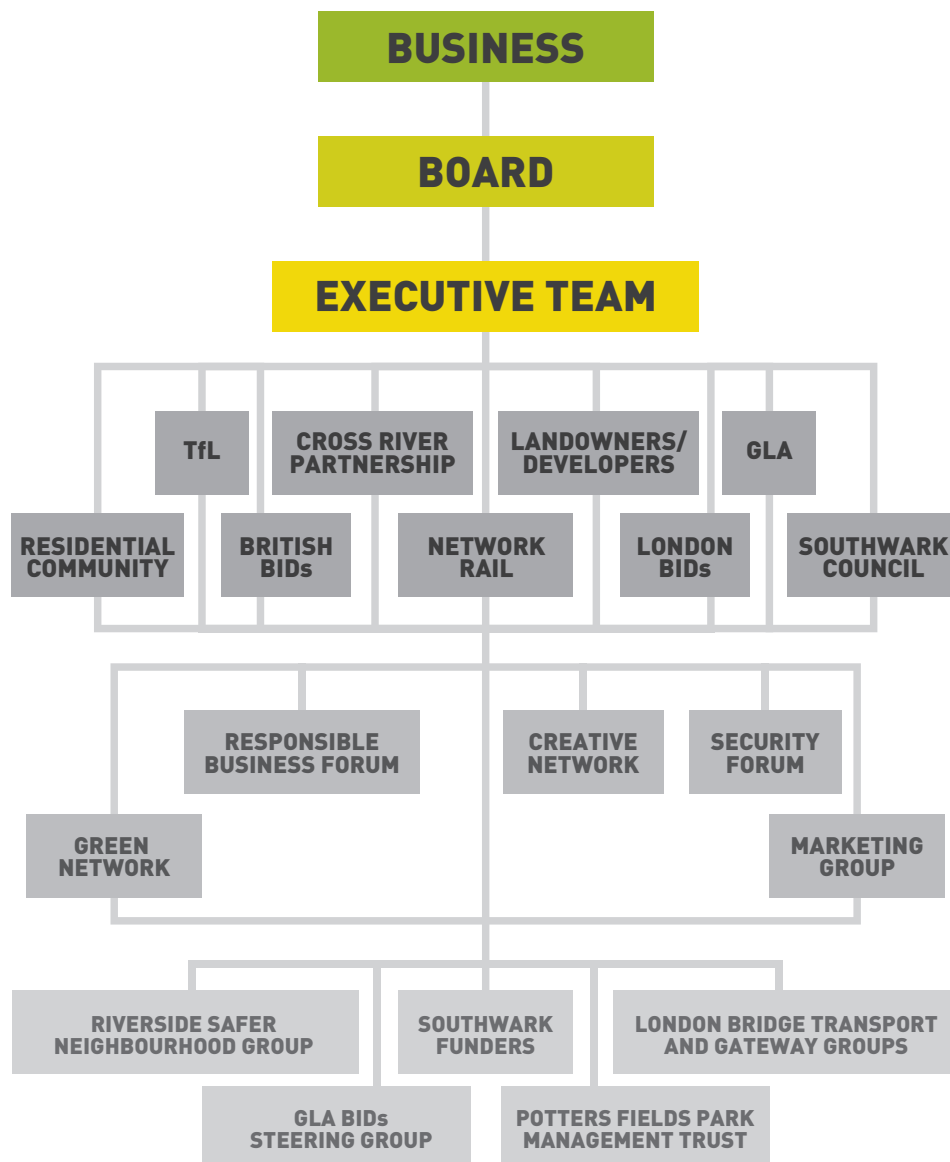 BUSINESS
BOARD
EXECUTIVE TEAM
TfL
CROSS RIVER
PARTNERSHIP
LANDOWNERS/
DEVELOPERS
GLA
RESIDENTIAL
COMMUNITY
BRITISH
BIDs
NETWORK
RAIL
LONDON
BIDs
SOUTHWARK
COUNCIL
RESPONSIBLE
BUSINESS FORUM
CREATIVE
NETWORK
SECURITY
FORUM
GREEN
NETWORK
MARKETING
GROUP
RIVERSIDE SAFER
NEIGHBOURHOOD GROUP
SOUTHWARK
FUNDERS
LONDON BRIDGE TRANSPORT
AND GATEWAY GROUPS
GLA BIDs
STEERING GROUP
POTTERS FIELDS PARK
MANAGEMENT TRUST